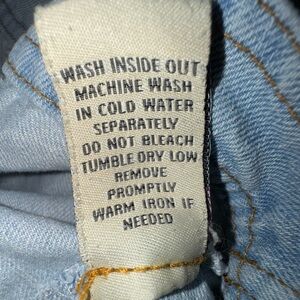 WASH INSIDE OUT
MACHINE WASH
IN COLD WATER
SEPARATELY
DO NOT BLEACH
TUMBLE DRY LOW
REMOVE
PROMPTLY
WARM IRON IF
NEEDED